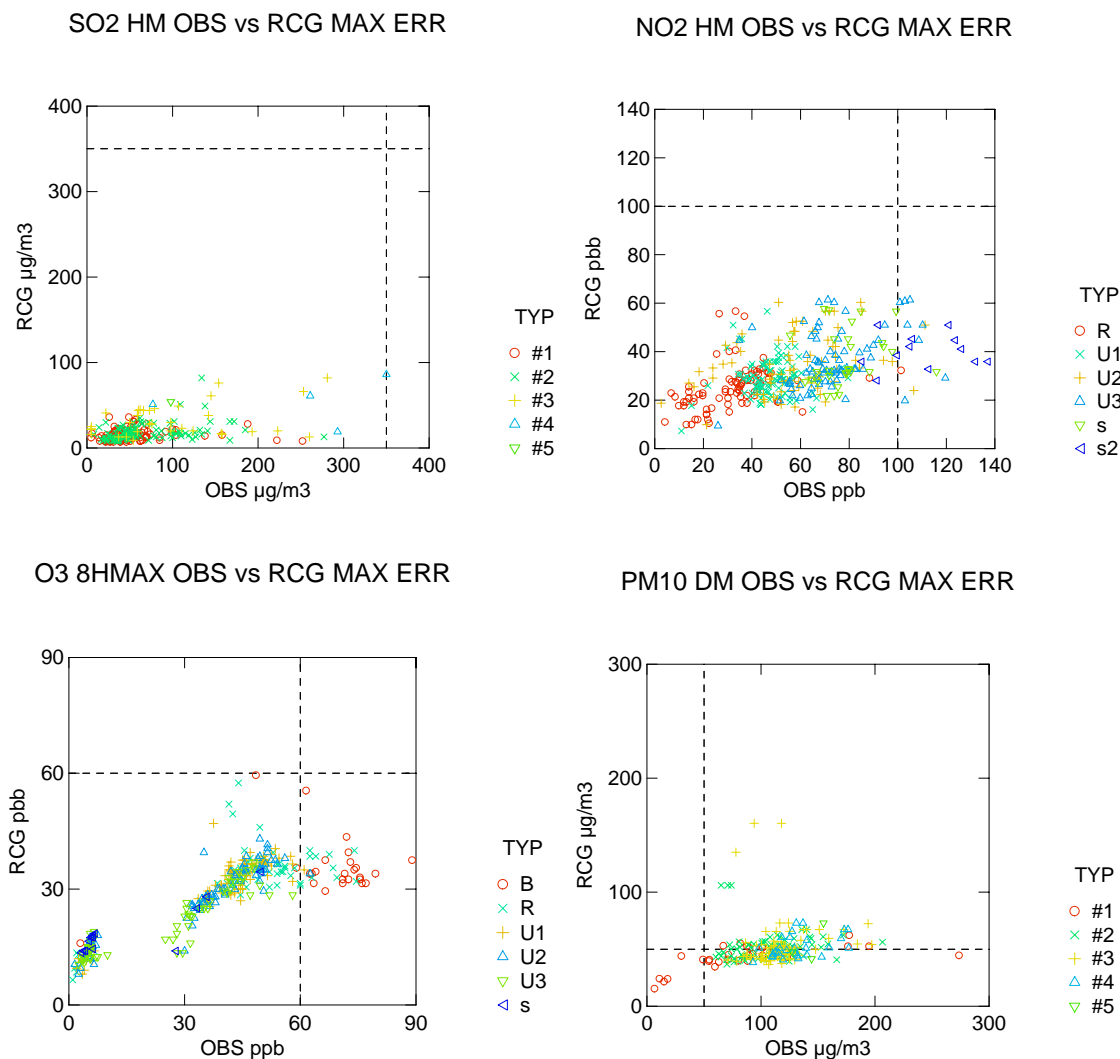 SO2 HM OBS vs RCG MAX ERR
400
300
200
100
0
0 100 200 300 400
RCG µg/m3
OBS µg/m3
TYP
#1
#2
#3
#4
#5
NO2 HM OBS vs RCG MAX ERR
140
120
100
80
60
40
20
0
0 20 40 60 80 100 120 140
RCG pbb
OBS ppb
TYP
R
U1
U2
U3
s
s2
O3 8HMAX OBS vs RCG MAX ERR
90
60
30
0
0 30 60 90
RCG pbb
OBS ppb
TYP
B
R
U1
U2
U3
s
PM10 DM OBS vs RCG MAX ERR
300
200
100
0
0 100 200 300
RCG µg/m3
OBS µg/m3
TYP
#1
#2
#3
#4
#5